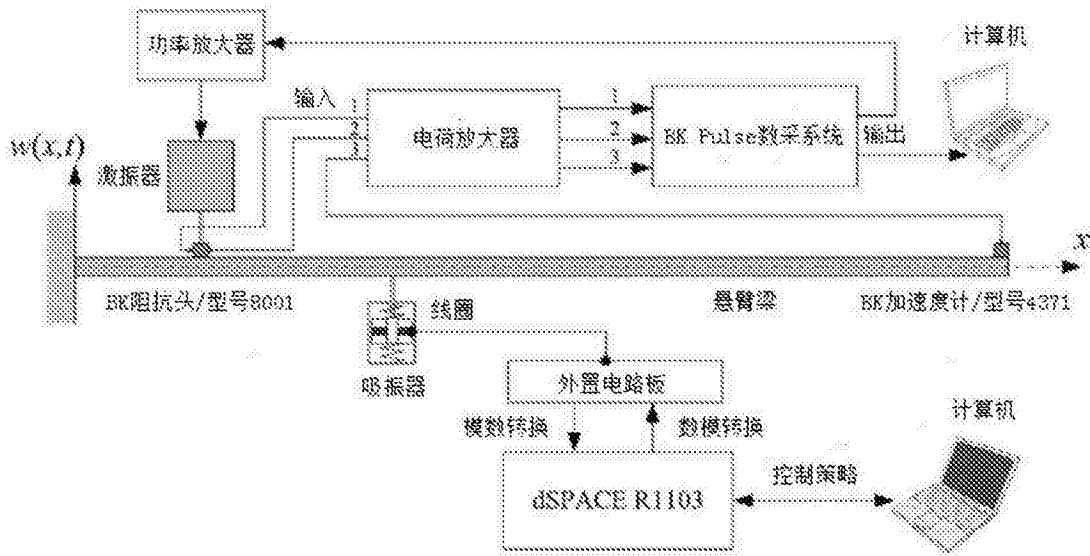 功率放大器
计算机
输入
1
2
3
电荷放大器
1
2
3
BK Pulse数采系统
输出
w(x,t)
激振器
x
BK阻抗头/型号8001
线圈
悬臂梁
BK加速度计/型号4371
吸振器
外置电路板
模数转换
数模转换
计算机
dSPACE R1103
控制策略